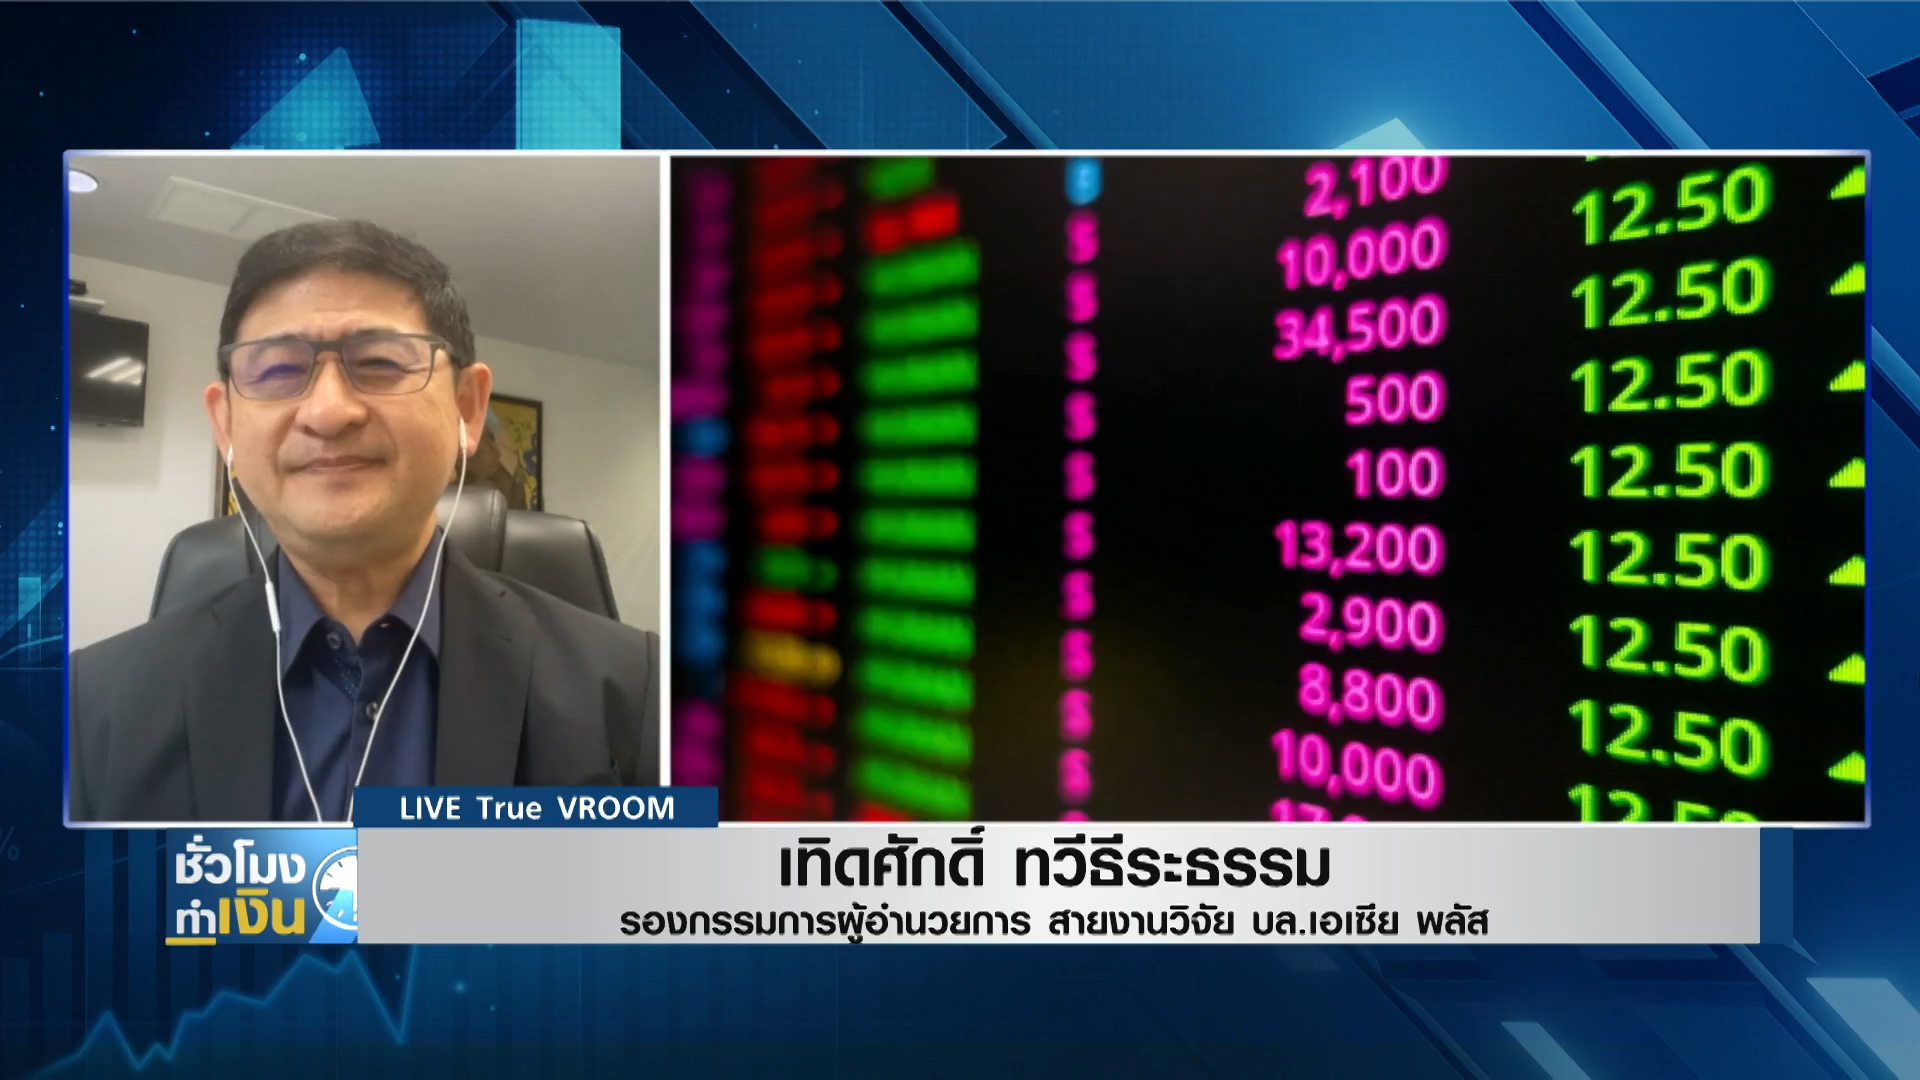 2,100 12.50
10,000 12.50
34,500 12.50
500 12.50
100 12.50
13,200 12.50
2,900 12.50
8,800 12.50
10,000
LIVE True VROOM
ชั่วโมง
ทำเงิน
เทิดศักดิ์ ทวีธีระธรรม
รองกรรมการผู้อำนวยการ สายงานวิจัย บล.เอเซีย พลัส